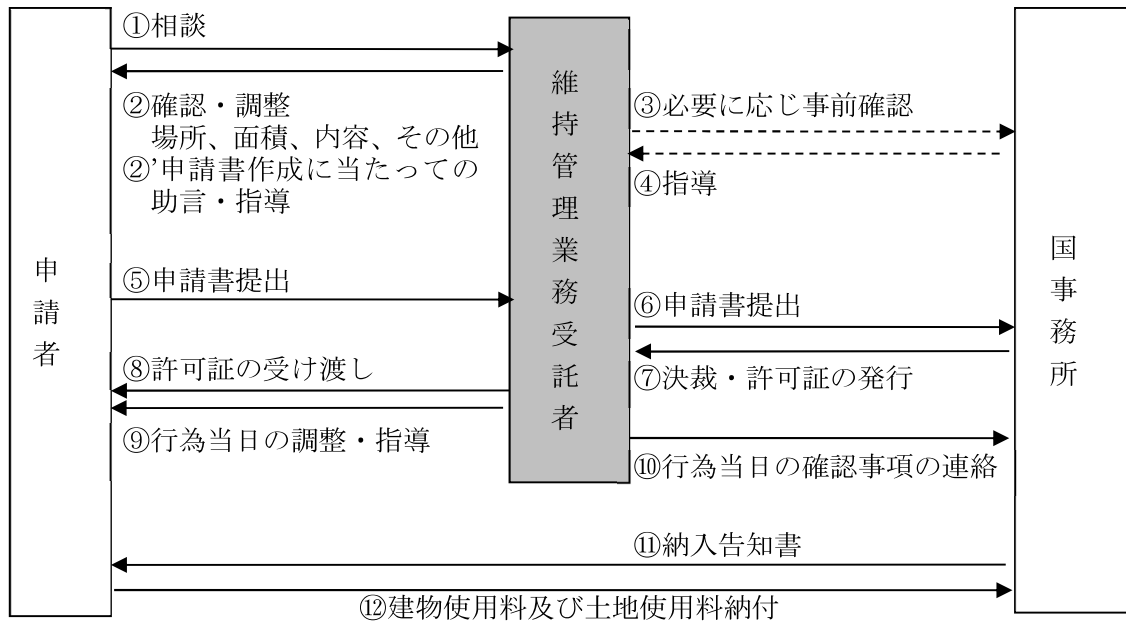 ①相談
②確認・調整
場所、面積、内容、その他
②’申請書作成に当たっての
助言・指導
③必要に応じ事前確認
④指導
維持管理業務受託者
申請者
国事務所
⑤申請書提出
⑥申請書提出
⑧許可証の受け渡し
⑦決裁・許可証の発行
⑨行為当日の調整・指導
⑩行為当日の確認事項の連絡
⑪納入告知書
⑫建物使用料及び土地使用料納付